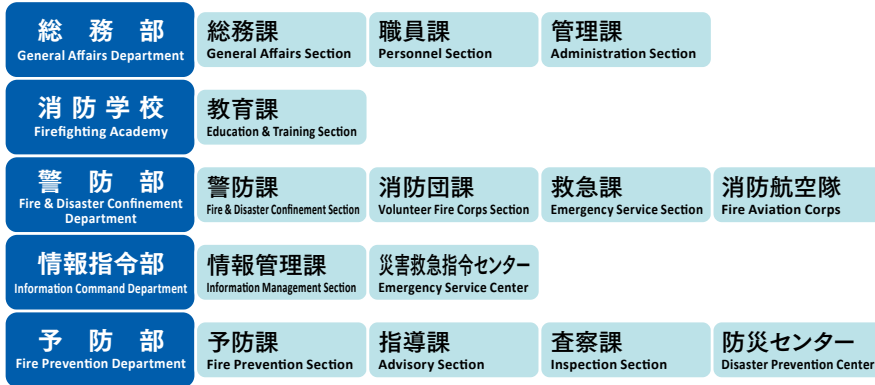 総務部
General Affairs Department
総務課
General Affairs Section
職員課
Personnel Section
管理課
Administration Section
消防学校
Firefighting Academy
教育課
Education & Training Section
警防部
Fire & Disaster Confinement
Department
警防課
Fire & Disaster Confinement Section
消防団課
Volunteer Fire Corps Section
救急課
Emergency Service Section
消防航空隊
Fire Aviation Corps
情報指令部
Information Command Department
情報管理課
Information Management Section
災害救急指令センター
Emergency Service Center
予防部
Fire Prevention Department
予防課
Fire Prevention Section
指導課
Advisory Section
査察課
Inspection Section
防災センター
Disaster Prevention Center